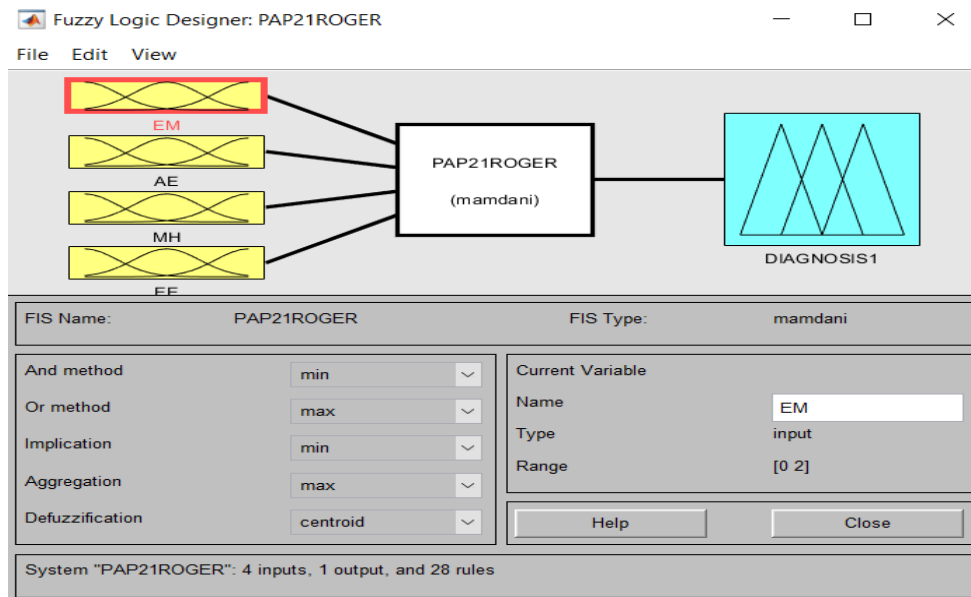 Fuzzy Logic Designer: PAP21ROGER
File Edit View
EM
AE
MH
PAP21ROGER
(mamdani)
DIAGNOSIS1
FIS Name: PAP21ROGER FIS Type: mamdani
And method min
Or method max
Implication min
Aggregation max
Defuzzification centroid
Current Variable
Name EM
Type input
Range [0 2]
Help Close
System "PAP21ROGER": 4 inputs, 1 output, and 28 rules